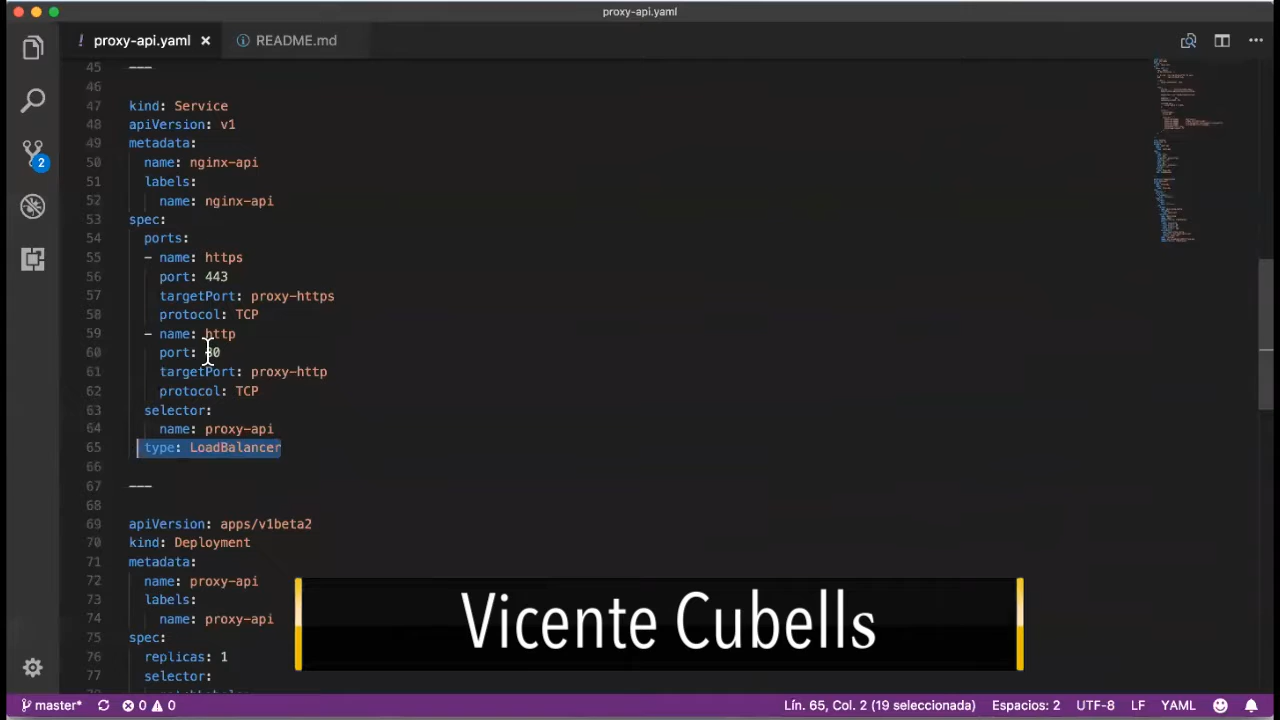 proxy-api.yaml
! proxy-api.yaml × README.md
45 ---
46
47 kind: Service
48 apiVersion: v1
49 metadata:
50 name: nginx-api
51 labels:
52 name: nginx-api
53 spec:
54 ports:
55 - name: https
56 port: 443
57 targetPort: proxy-https
58 protocol: TCP
59 - name: http
60 port: 80
61 targetPort: proxy-http
62 protocol: TCP
63 selector:
64 name: proxy-api
65 type: LoadBalancer
66
67 ---
68
69 apiVersion: apps/v1beta2
70 kind: Deployment
71 metadata:
72 name: proxy-api
73 labels:
74 name: proxy-api
75 spec:
76 replicas: 1
77 selector:
2
Vicente Cubells
master* 0 0 Lín. 65, Col. 2 (19 seleccionada) Espacios: 2 UTF-8 LF YAML